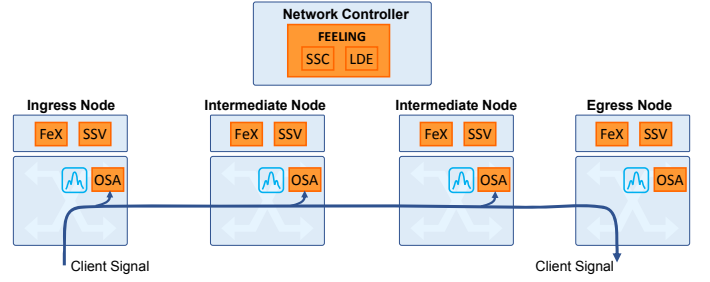 Network Controller
FEELING
SSC LDE
Ingress Node Intermediate Node Intermediate Node Egress Node
FeX SSV FeX SSV FeX SSV FeX SSV
OSA OSA OSA OSA
Client Signal Client Signal